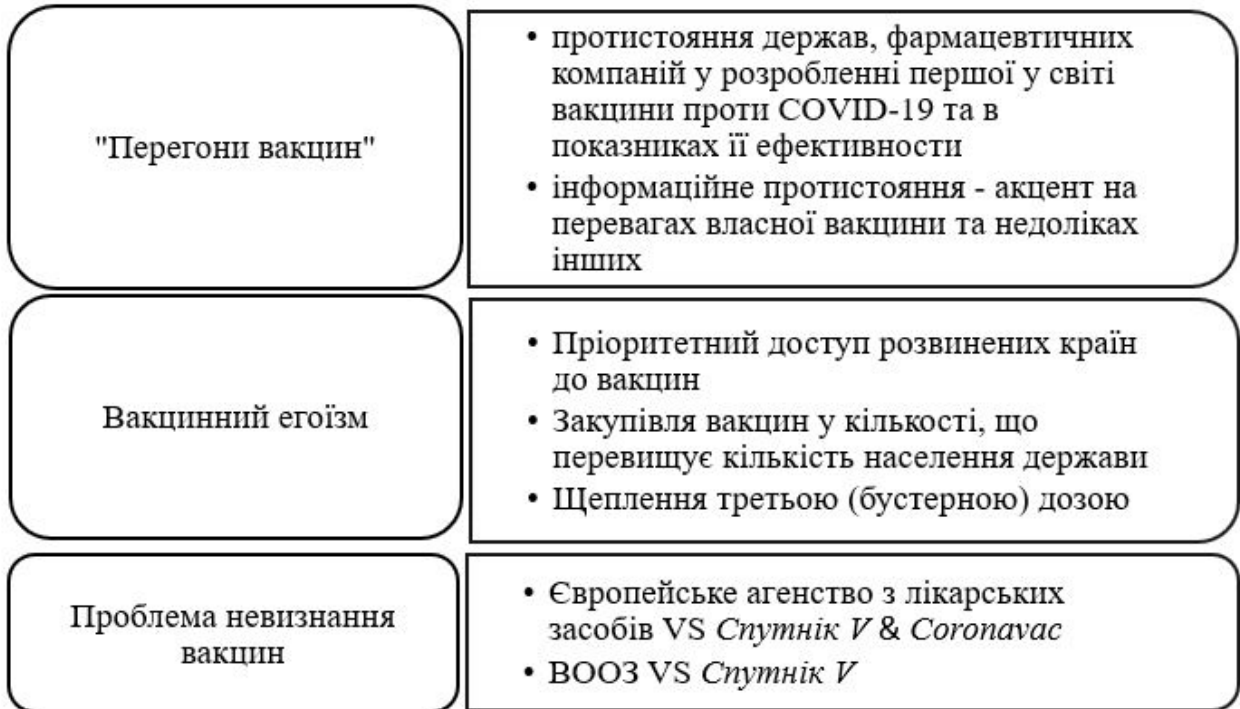 "Перегони вакцин"
• протистояння держав, фармацевтичних
компаній у розробленні першої у світі
вакцини проти COVID-19 та в
показниках її ефективности
• інформаційне протистояння - акцент на
перевагах власної вакцини та недоліках
інших
Вакцинний егоїзм
• Пріоритетний доступ розвинених країн
до вакцин
• Закупівля вакцин у кількості, що
перевищує кількість населення держави
• Щеплення третьою (бустерною) дозою
Проблема невизнання
вакцин
• Європейське агенство з лікарських
засобів VS Спутнік V & Coronavac
• ВООЗ VS Спутнік V